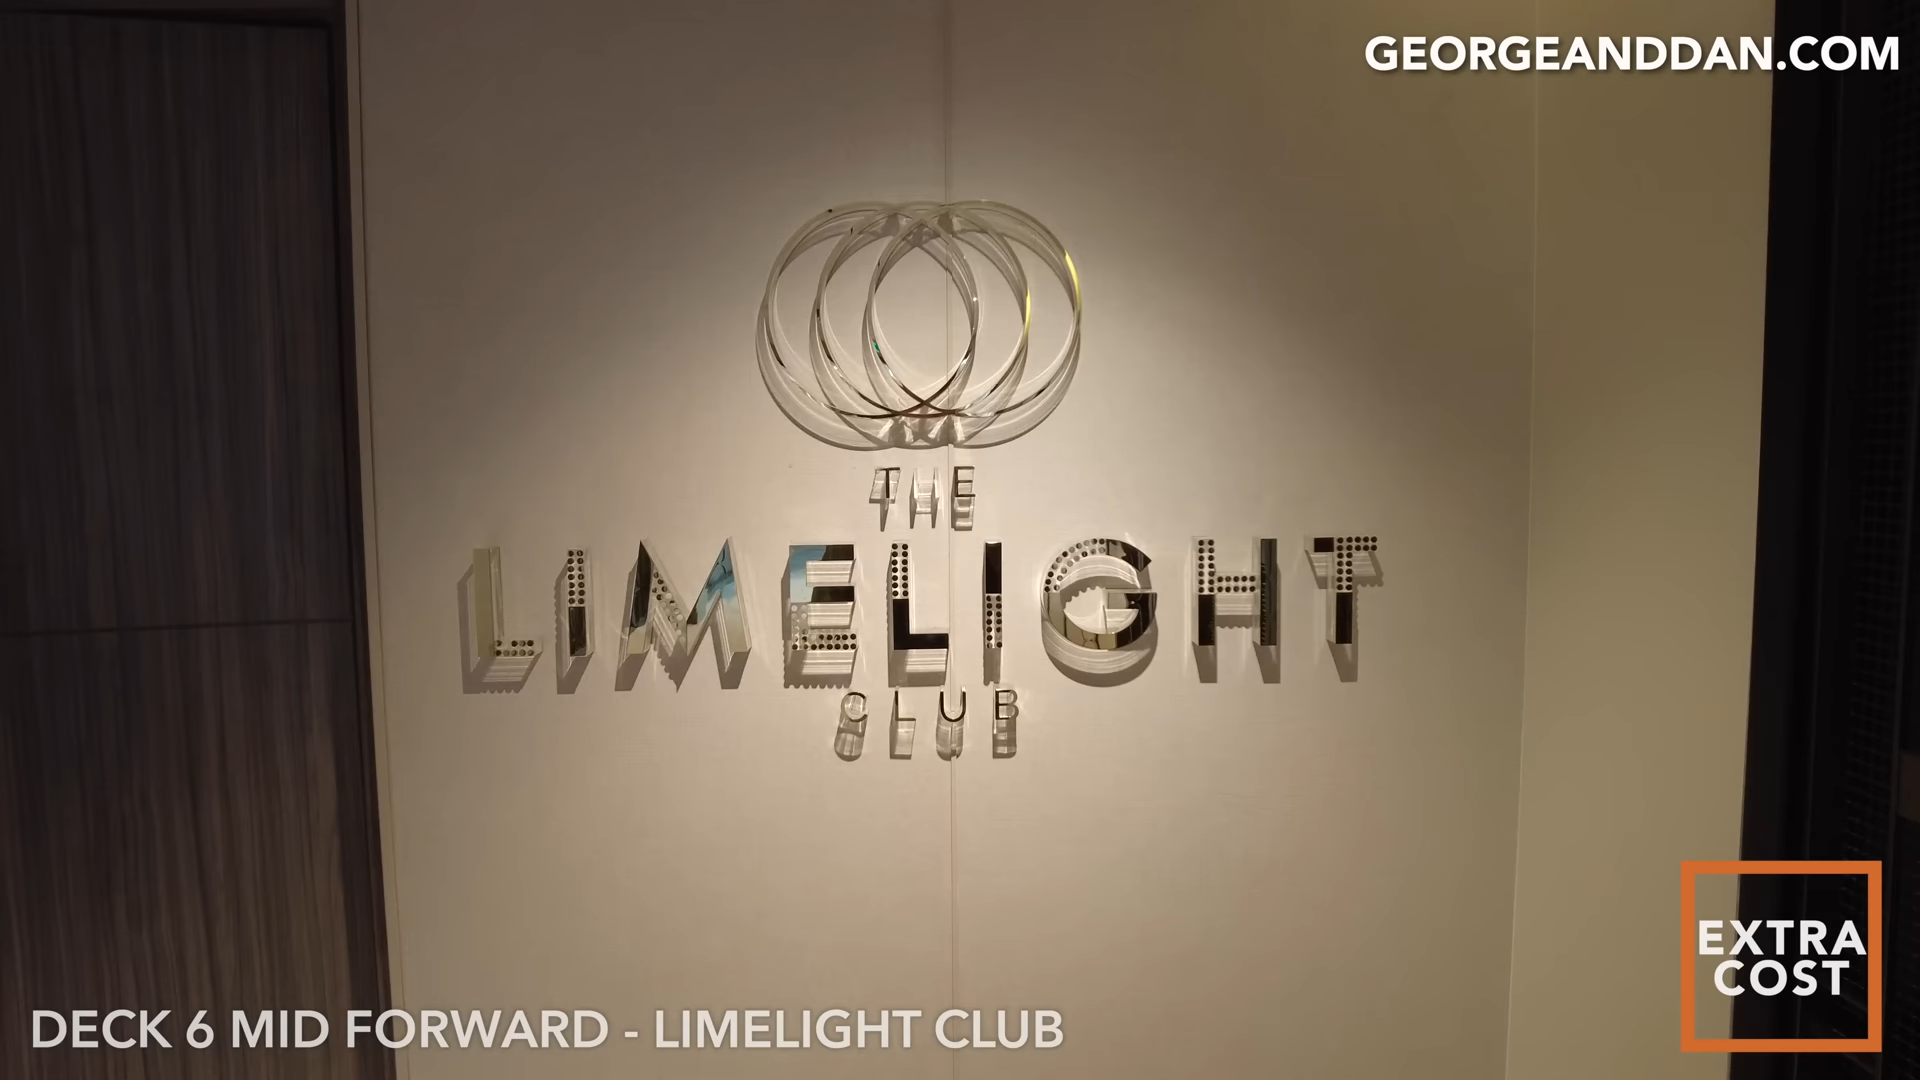 GEORGEANDDAN.COM
THE
LIMELIGHT
CLUB
EXTRA
COST
DECK 6 MID FORWARD - LIMELIGHT CLUB